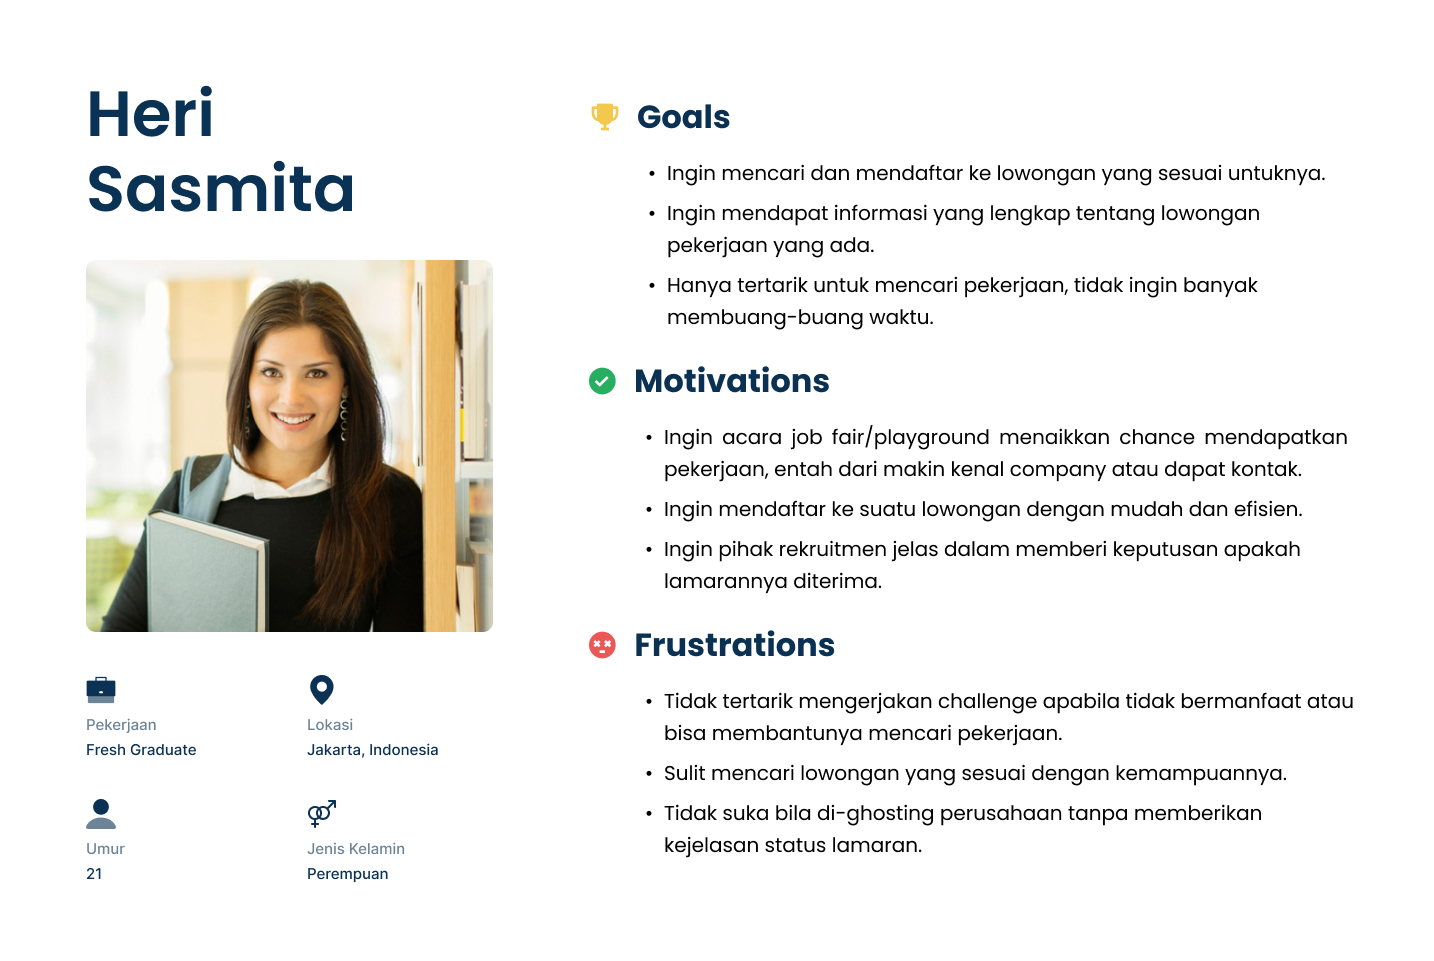 Heri
Sasmita
Pekerjaan
Fresh Graduate
Lokasi
Jakarta, Indonesia
Umur
21
Jenis Kelamin
Perempuan
Goals
• Ingin mencari dan mendaftar ke lowongan yang sesuai untuknya.
• Ingin mendapat informasi yang lengkap tentang lowongan
pekerjaan yang ada.
• Hanya tertarik untuk mencari pekerjaan, tidak ingin banyak
membuang-buang waktu.
Motivations
• Ingin acara job fair/playground menaikkan chance mendapatkan
pekerjaan, entah dari makin kenal company atau dapat kontak.
• Ingin mendaftar ke suatu lowongan dengan mudah dan efisien.
• Ingin pihak rekruitmen jelas dalam memberi keputusan apakah
lamarannya diterima.
Frustrations
• Tidak tertarik mengerjakan challenge apabila tidak bermanfaat atau
bisa membantunya mencari pekerjaan.
• Sulit mencari lowongan yang sesuai dengan kemampuannya.
• Tidak suka bila di-ghosting perusahaan tanpa memberikan
kejelasan status lamaran.